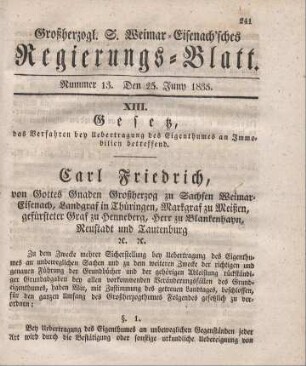 241
Großherzogl. S. Weimar-Eisenach'sches
Regierungs-Blatt.
Nummer 13. Den 25. Juny 1833.
XIII.
Gesetz,
das Verfahren bey Uebertragung des Eigenthumes an Immo-
bilien betreffend.
Carl Friedrich,
von Gottes Gnaden Großherzog zu Sachsen Weimar-
Eisenach, Landgraf in Thüringen, Markgraf zu Meißen,
gefürsteter Graf zu Henneberg, Herr zu Blankenhayn,
Neustadt und Tautenburg
ꝛc. ꝛc.
Zu dem Zwecke mehrer Sicherstellung bey Uebertragung des Eigenthu-
mes an unbeweglichen Sachen und zu dem weitern Zwecke der richtigen und
genauen Führung der Grundbücher und der gehörigen Ableistung rückständi-
ger Grundabgaben bey allen vorkommenden Veränderungsfällen des Grund-
eigenthumes, haben Wir, mit Zustimmung des getreuen Landtages, beschlossen,
für den ganzen Umfang des Großherzogthumes Folgendes gesetzlich zu ver-
ordnen:
§. 1.
Bey Uebertragung des Eigenthumes an unbeweglichen Gegenständen jeder
Art wird durch die Bestätigung oder sonstige urkundliche Uebereignung von